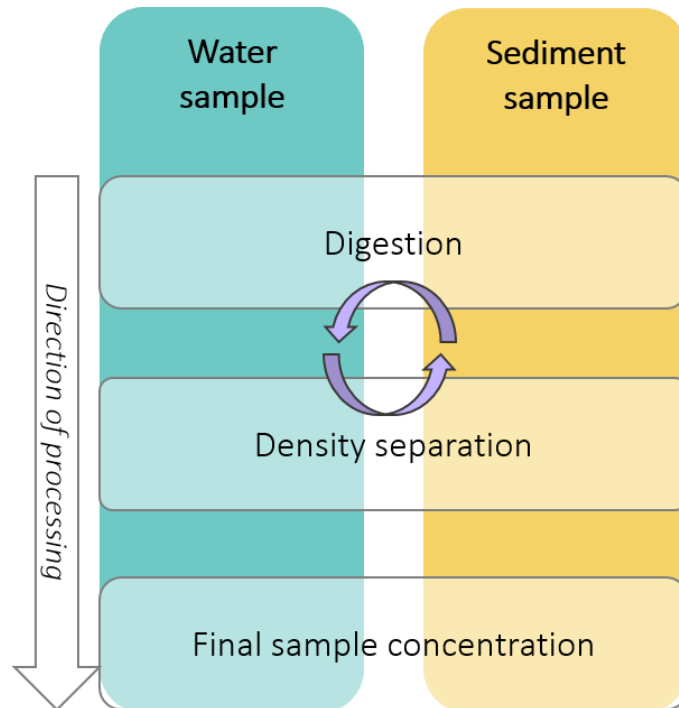 Water
sample
Sediment
sample
Direction of
processing
Digestion
Density separation
Final sample concentration